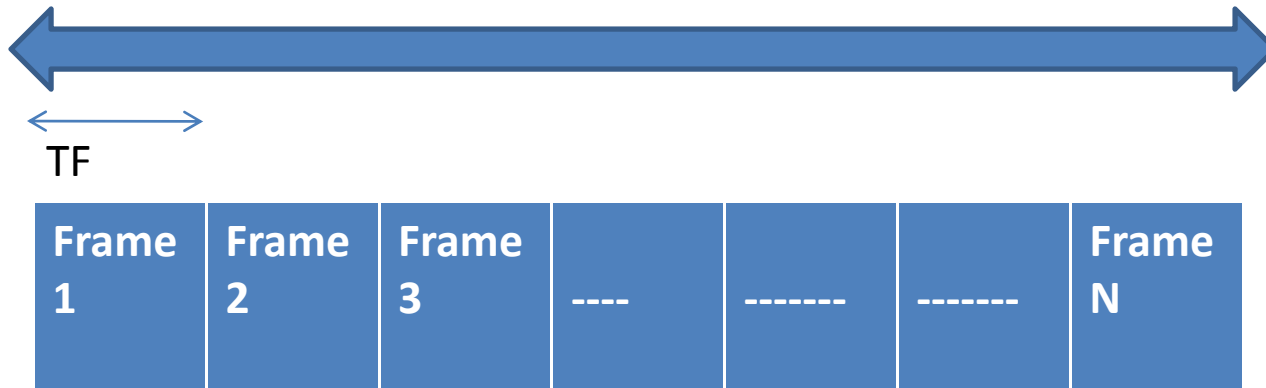 TF
Frame Frame Frame Frame
1 2 3 ---- ------- ------- N